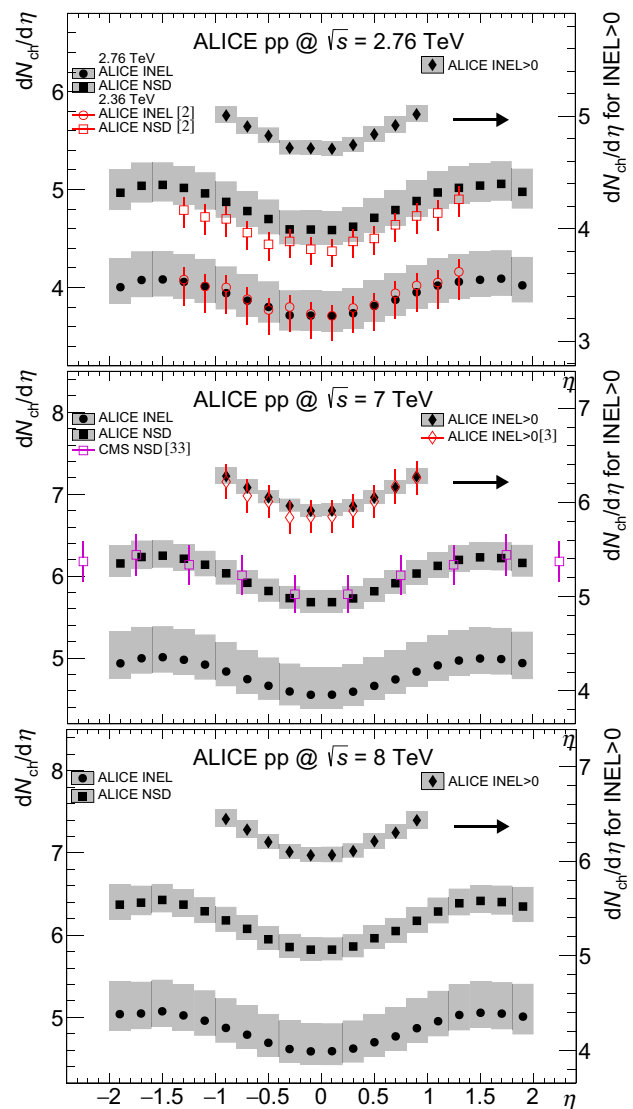 ALICE pp @ √s = 2.76 TeV
2.76 TeV
ALICE INEL
ALICE NSD
2.36 TeV
ALICE INEL [2]
ALICE NSD [2]
ALICE INEL>0
dN_ch/dη
dN_ch/dη for INEL>0
6
5
4
5
4
3
η
ALICE pp @ √s = 7 TeV
ALICE INEL
ALICE NSD
CMS NSD [33]
ALICE INEL>0
ALICE INEL>0[3]
dN_ch/dη
dN_ch/dη for INEL>0
8
7
6
5
7
6
5
4
η
ALICE pp @ √s = 8 TeV
ALICE INEL
ALICE NSD
ALICE INEL>0
dN_ch/dη
dN_ch/dη for INEL>0
8
7
6
5
7
6
5
4
−2 −1.5 −1 −0.5 0 0.5 1 1.5 2 η